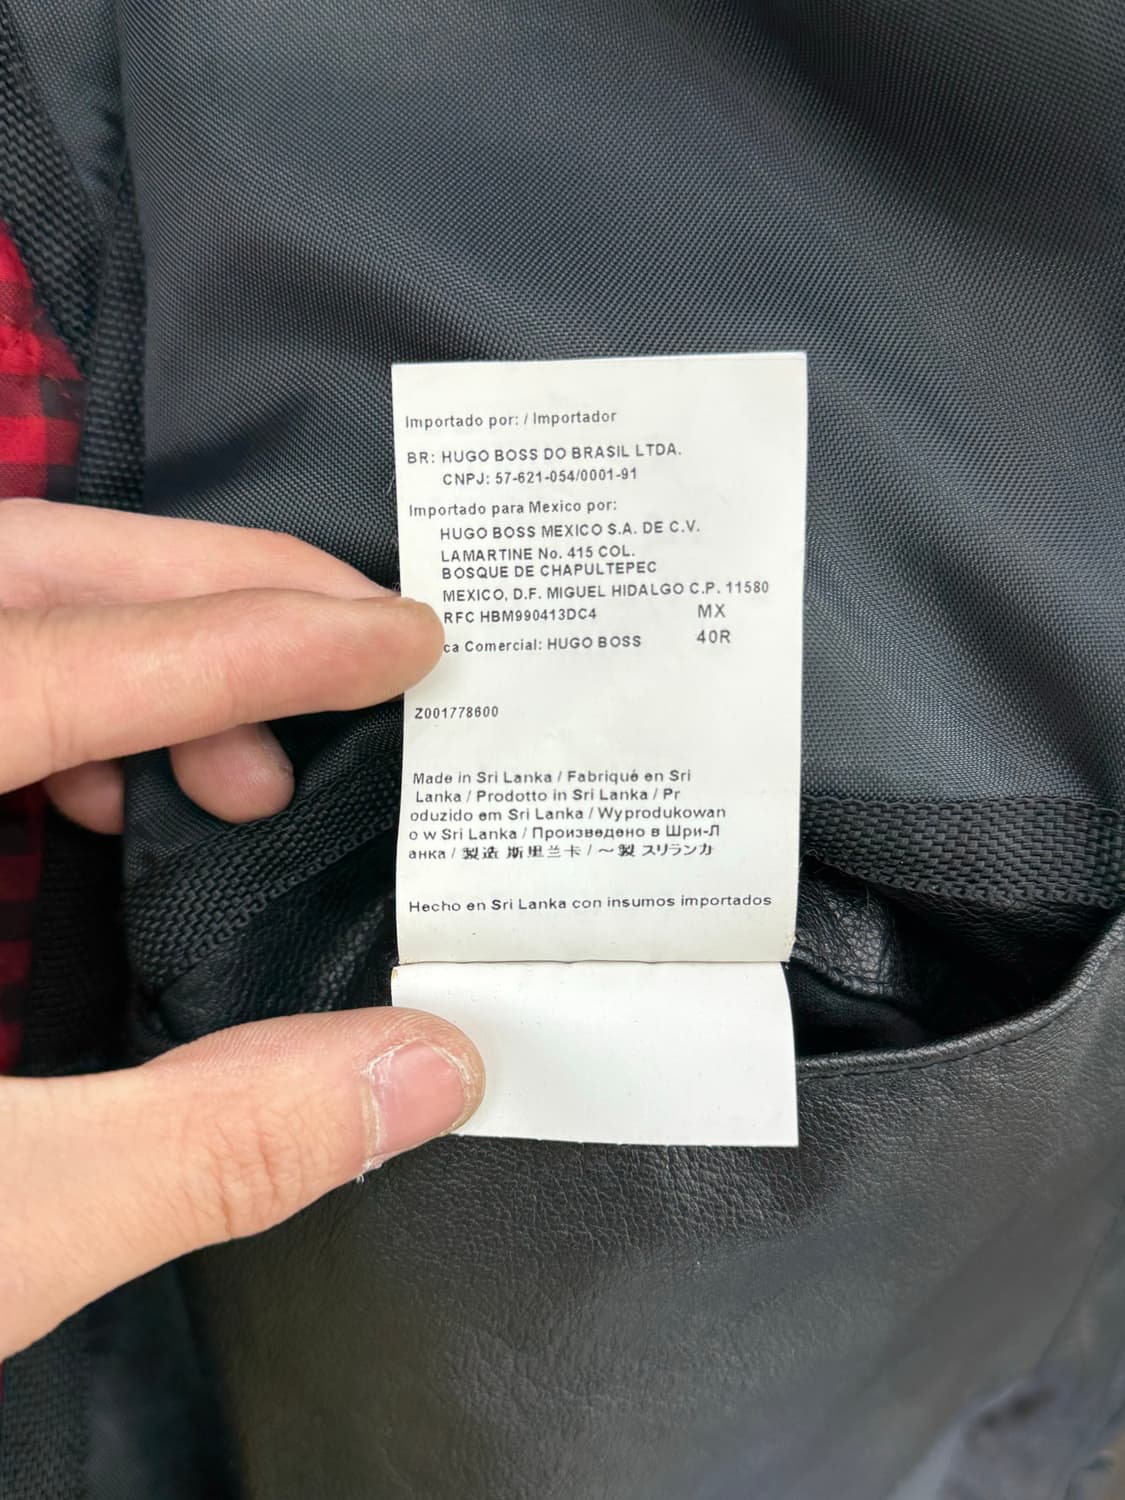 Importado por: / Importador
BR: HUGO BOSS DO BRASIL LTDA.
CNPJ: 57-621-054/0001-91
Importado para Mexico por:
HUGO BOSS MEXICO S.A. DE C.V.
LAMARTINE No. 415 COL.
BOSQUE DE CHAPULTEPEC
MEXICO, D.F. MIGUEL HIDALGO C.P. 11580
RFC HBM990413DC4 MX
ca Comercial: HUGO BOSS 40R
Z001778600
Made in Sri Lanka / Fabriqué en Sri
Lanka / Prodotto in Sri Lanka / Pr
oduzido em Sri Lanka / Wyprodukowan
o w Sri Lanka / Произведено в Шри-Л
анка / 製造 斯里兰卡 / ～製 スリランカ
Hecho en Sri Lanka con insumos importados